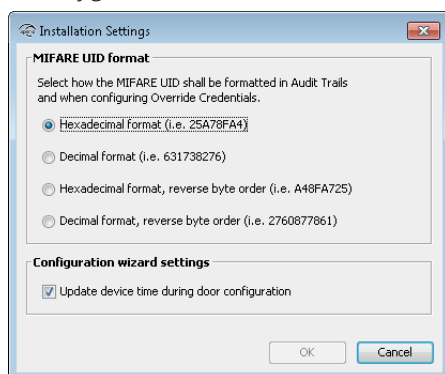 Installation Settings
MIFARE UID format
Select how the MIFARE UID shall be formatted in Audit Trails
and when configuring Override Credentials.
Hexadecimal format (i.e. 25A78FA4)
Decimal format (i.e. 631738276)
Hexadecimal format, reverse byte order (i.e. A48FA725)
Decimal format, reverse byte order (i.e. 2760877861)
Configuration wizard settings
Update device time during door configuration
OK Cancel